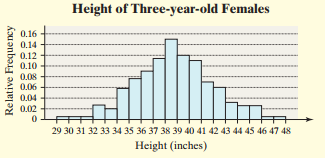 Height of Three-year-old Females
Relative Frequency
0.16
0.14
0.12
0.10
0.08
0.06
0.04
0.02
0
29 30 31 32 33 34 35 36 37 38 39 40 41 42 43 44 45 46 47 48
Height (inches)